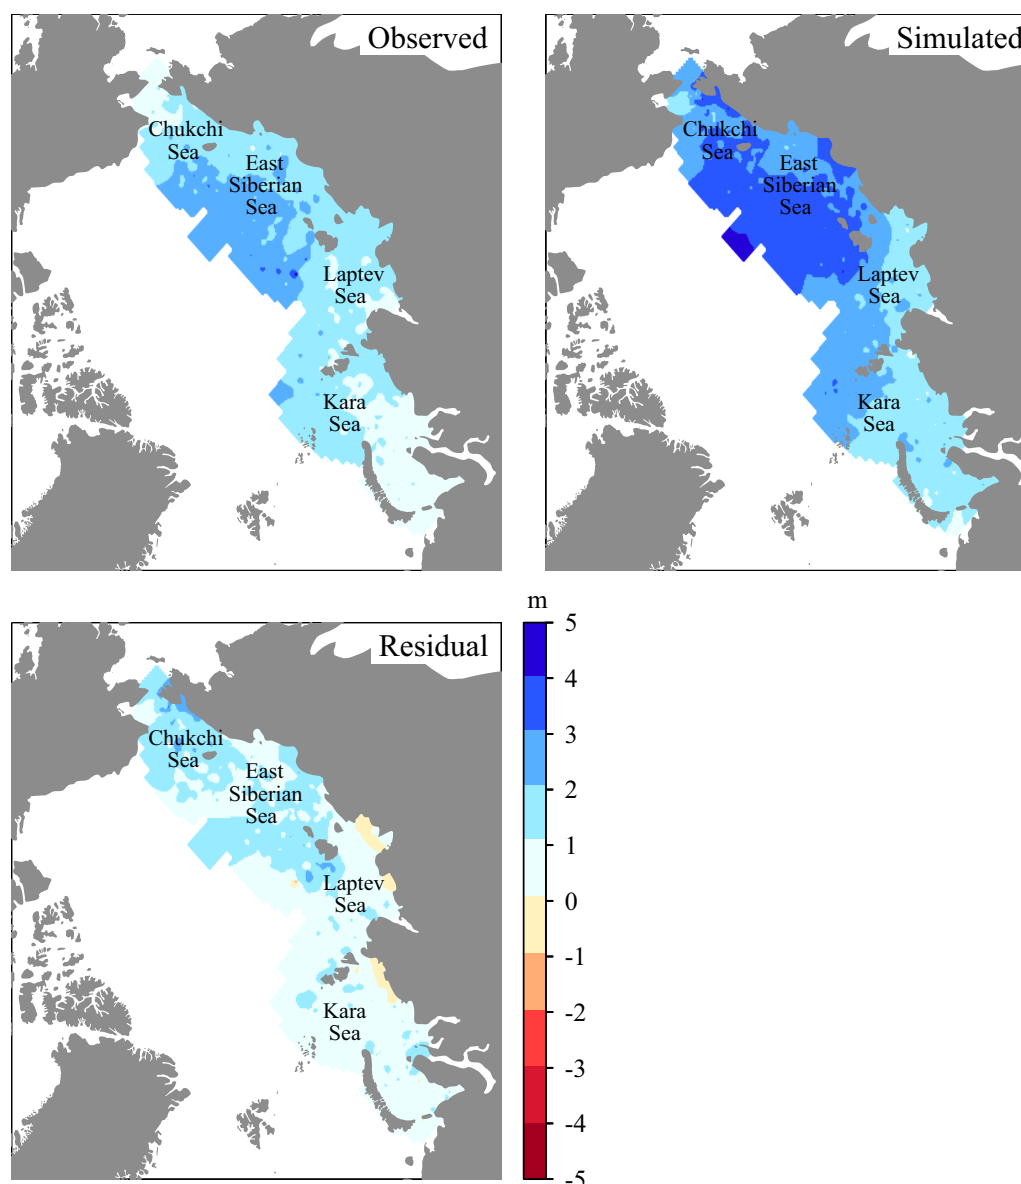 Observed
Chukchi
Sea
East
Siberian
Sea
Laptev
Sea
Kara
Sea
Simulated
Chukchi
Sea
East
Siberian
Sea
Laptev
Sea
Kara
Sea
Residual
Chukchi
Sea
East
Siberian
Sea
Laptev
Sea
Kara
Sea
m
5
4
3
2
1
0
-1
-2
-3
-4
-5